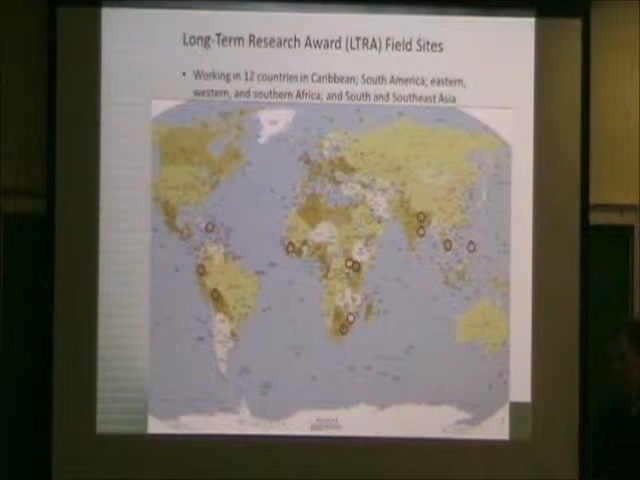 Long-Term Research Award (LTRA) Field Sites
• Working in 12 countries in Caribbean; South America; eastern,
western, and southern Africa; and South and Southeast Asia